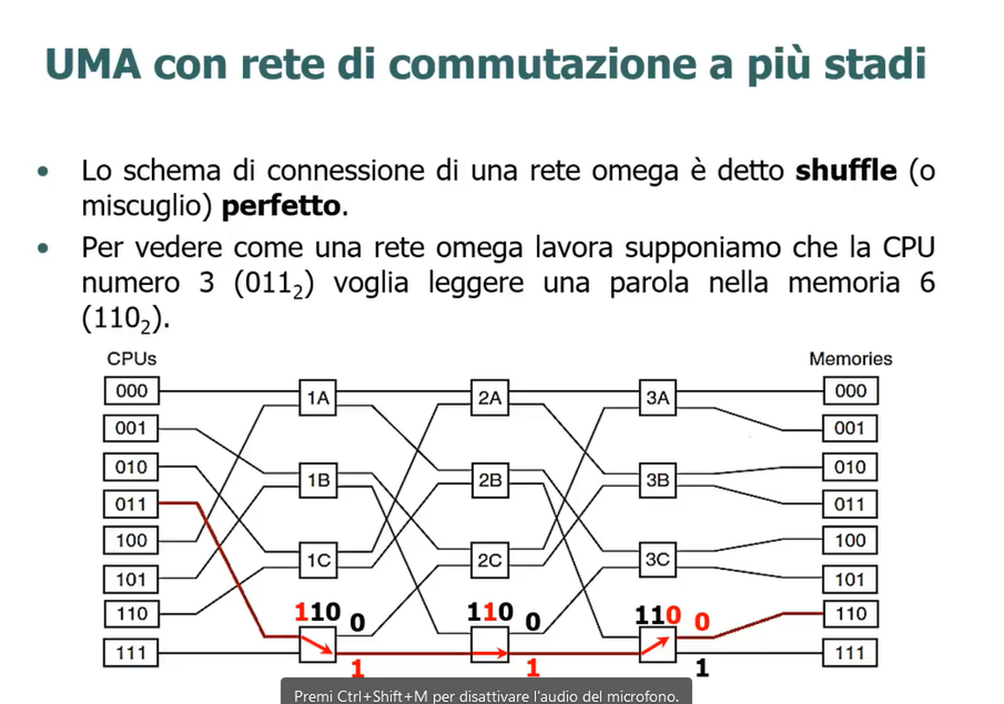 UMA con rete di commutazione a più stadi
• Lo schema di connessione di una rete omega è detto shuffle (o
miscuglio) perfetto.
• Per vedere come una rete omega lavora supponiamo che la CPU
numero 3 (011₂) voglia leggere una parola nella memoria 6
(110₂).
CPUs Memories
000 1A 2A 3A 000
001 001
010 1B 2B 3B 010
011 011
100 1C 2C 3C 100
101 101
110 110 0 110 0 110 0 110
111 1 1 1 111
Premi Ctrl+Shift+M per disattivare l'audio del microfono.